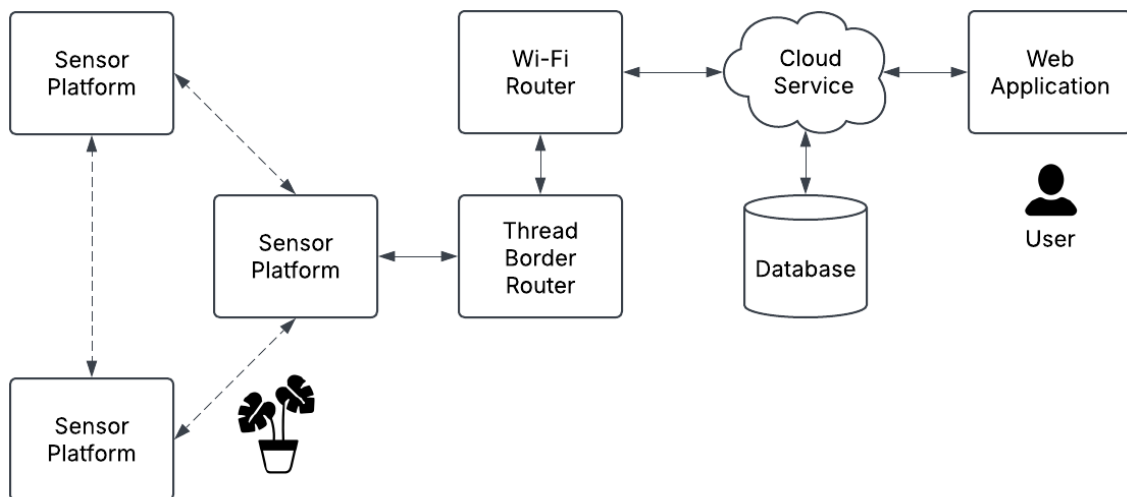 Sensor
Platform
Wi-Fi
Router
Cloud
Service
Web
Application
Sensor
Platform
Thread
Border
Router
Database
User
Sensor
Platform